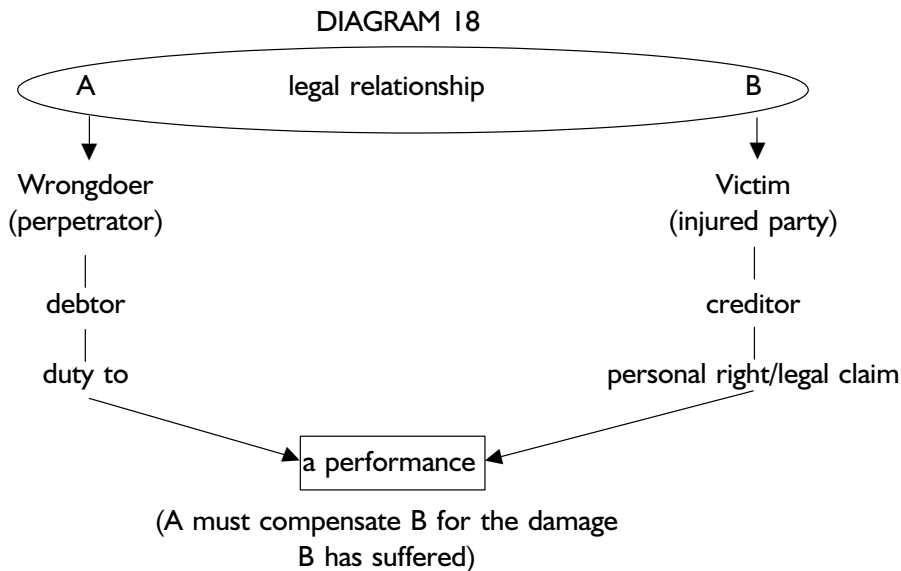 DIAGRAM 18
A legal relationship B
Wrongdoer
(perpetrator)
Victim
(injured party)
debtor
creditor
duty to
personal right/legal claim
a performance
(A must compensate B for the damage
B has suffered)